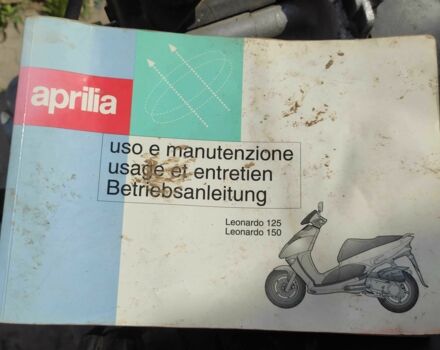 aprilia
uso e manutenzione
usage et entretien
Betriebsanleitung
Leonardo 125
Leonardo 150